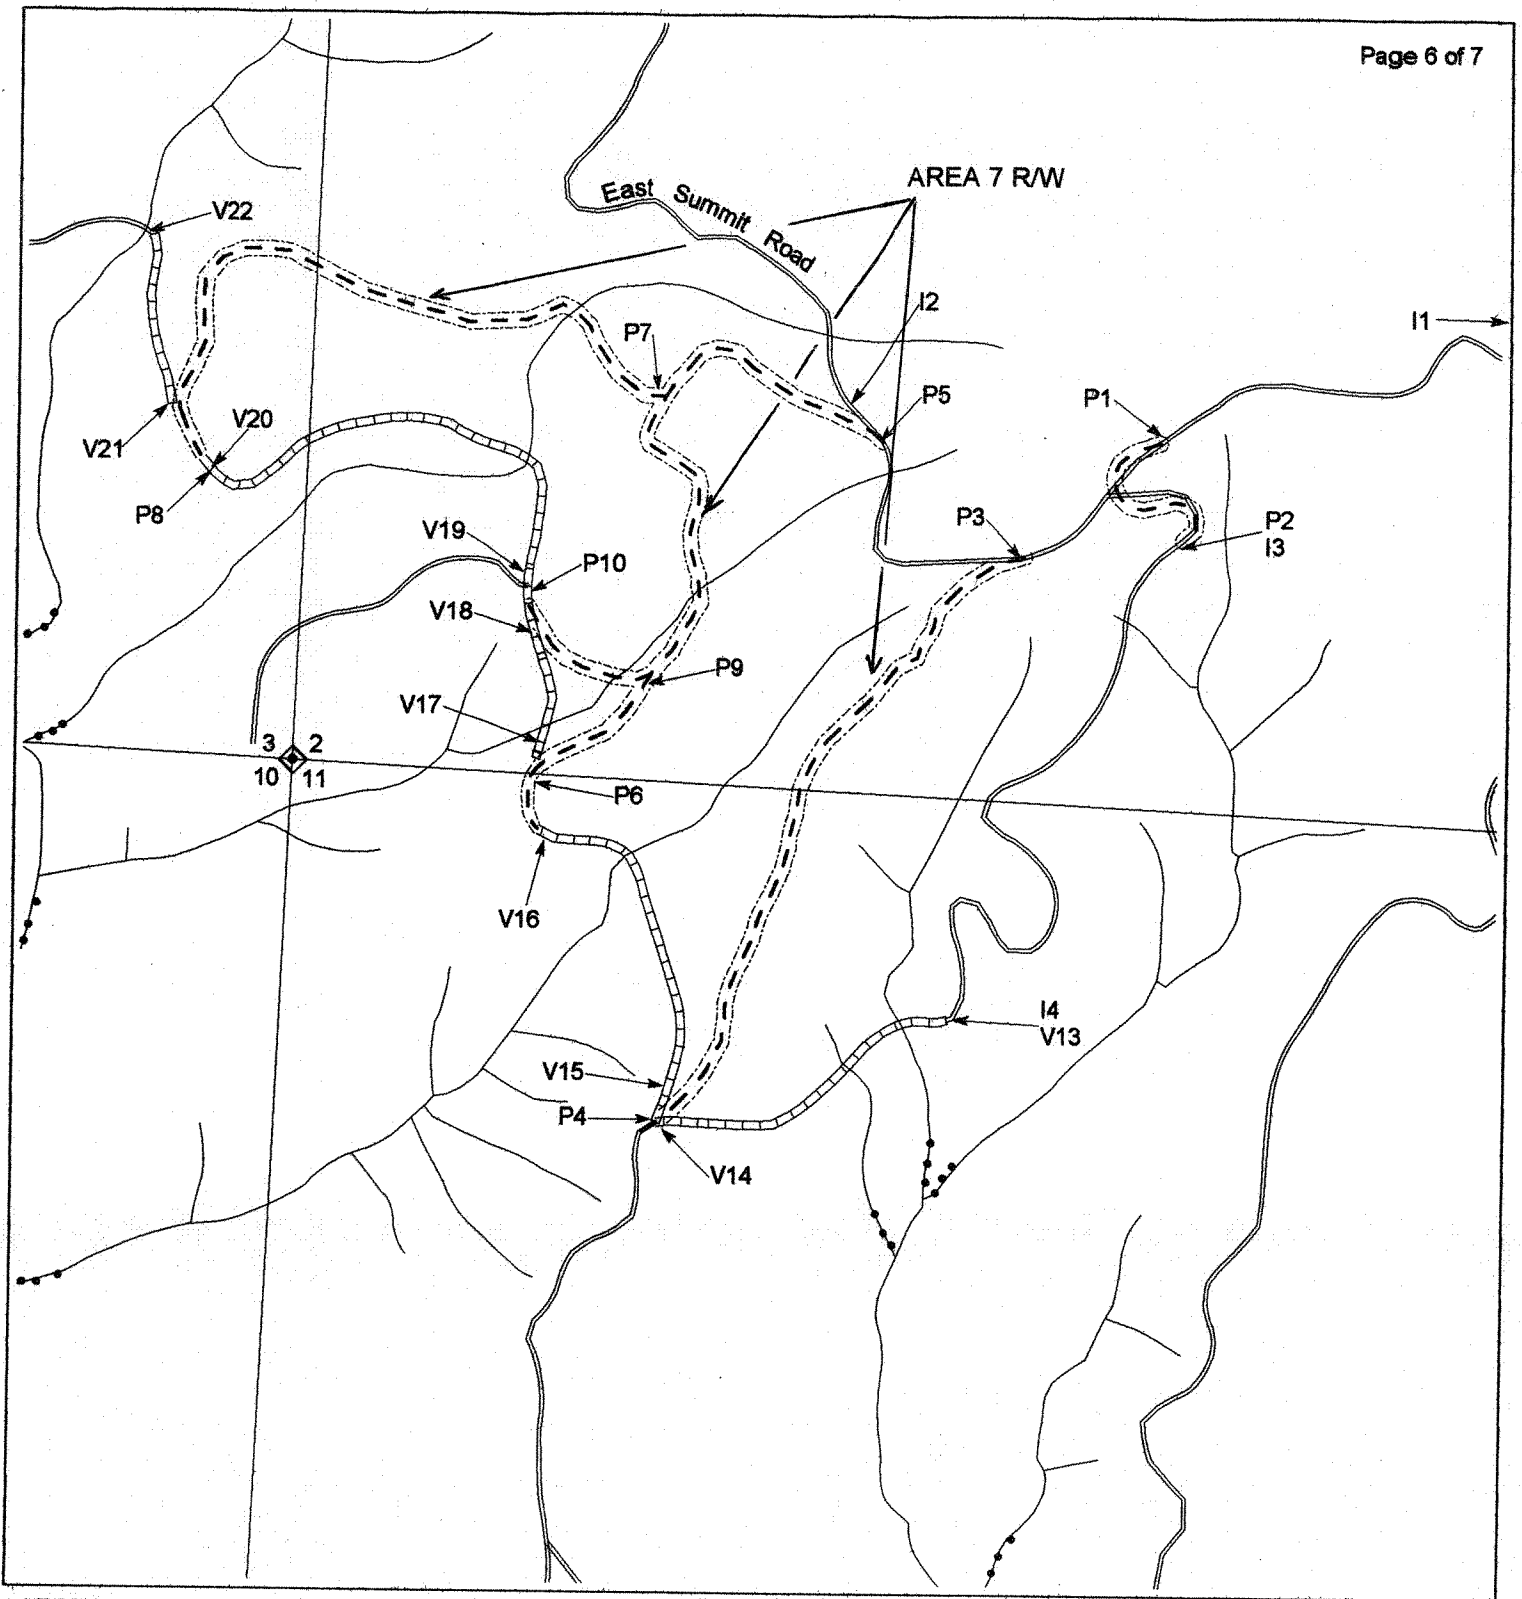 Page 6 of 7
AREA 7 R/W
East Summit Road
V22
I2
I1
P7
P5
P1
V20
V21
P8
P3
P2
I3
V19
P10
V18
P9
V17
3 2
10 11
P6
V16
I4
V13
V15
P4
V14